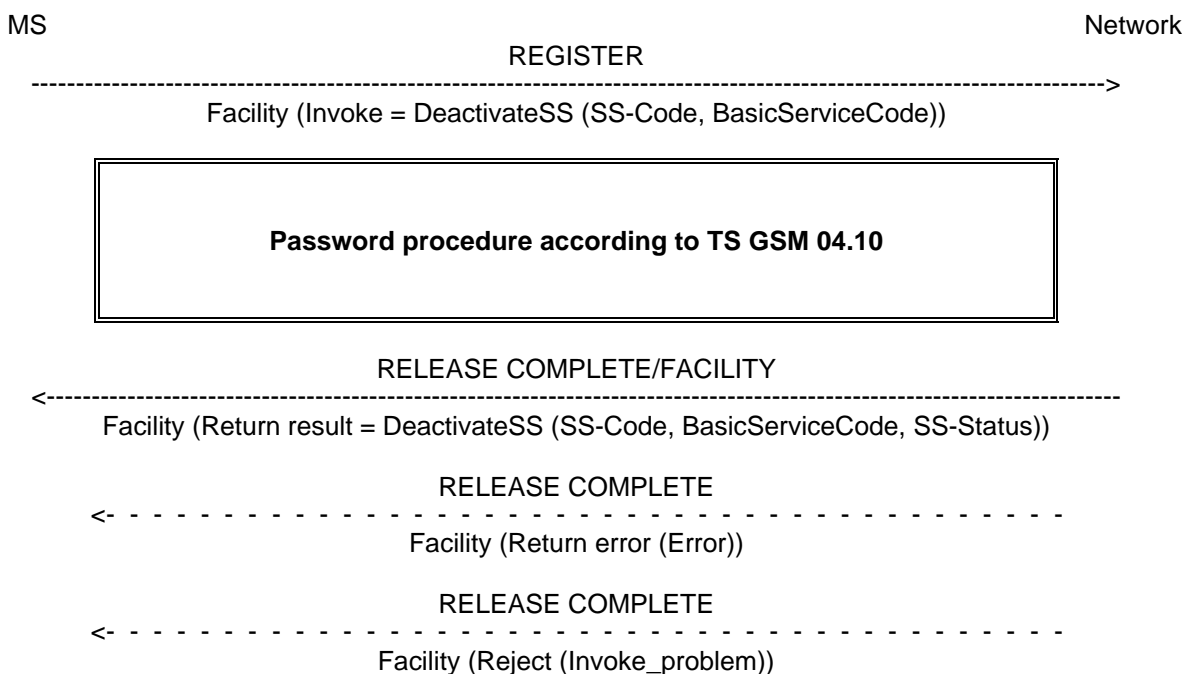 MS Network
REGISTER
------------------------------------------------------------------------------------------------------------------------>
Facility (Invoke = DeactivateSS (SS-Code, BasicServiceCode))
Password procedure according to TS GSM 04.10
RELEASE COMPLETE/FACILITY
<------------------------------------------------------------------------------------------------------------------------
Facility (Return result = DeactivateSS (SS-Code, BasicServiceCode, SS-Status))
RELEASE COMPLETE
<- - - - - - - - - - - - - - - - - - - - - - - - - - - - - - - - - - - - - - - - -
Facility (Return error (Error))
RELEASE COMPLETE
<- - - - - - - - - - - - - - - - - - - - - - - - - - - - - - - - - - - - - - - - -
Facility (Reject (Invoke_problem))